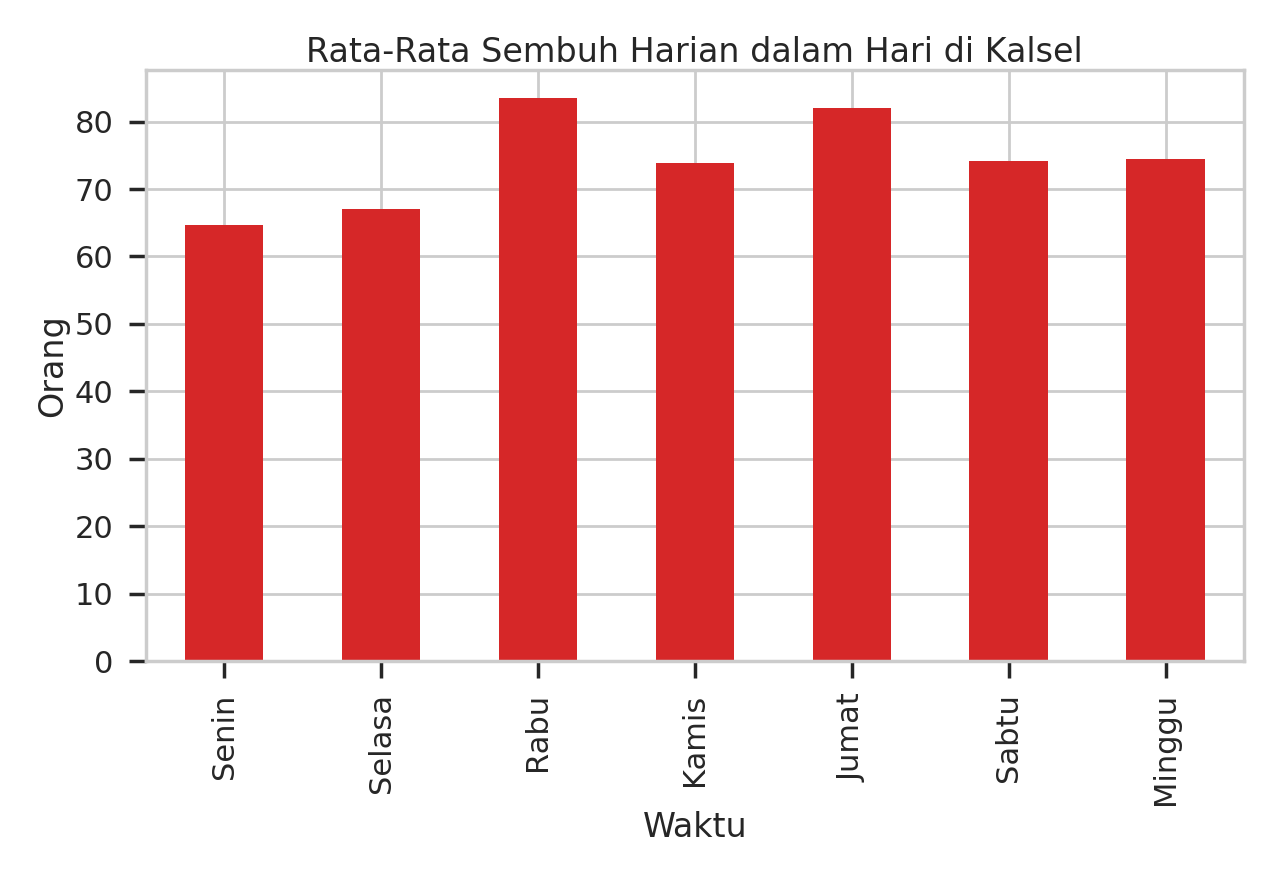 Rata-Rata Sembuh Harian dalam Hari di Kalsel
Orang
80
70
60
50
40
30
20
10
0
Senin
Selasa
Rabu
Kamis
Jumat
Sabtu
Minggu
Waktu